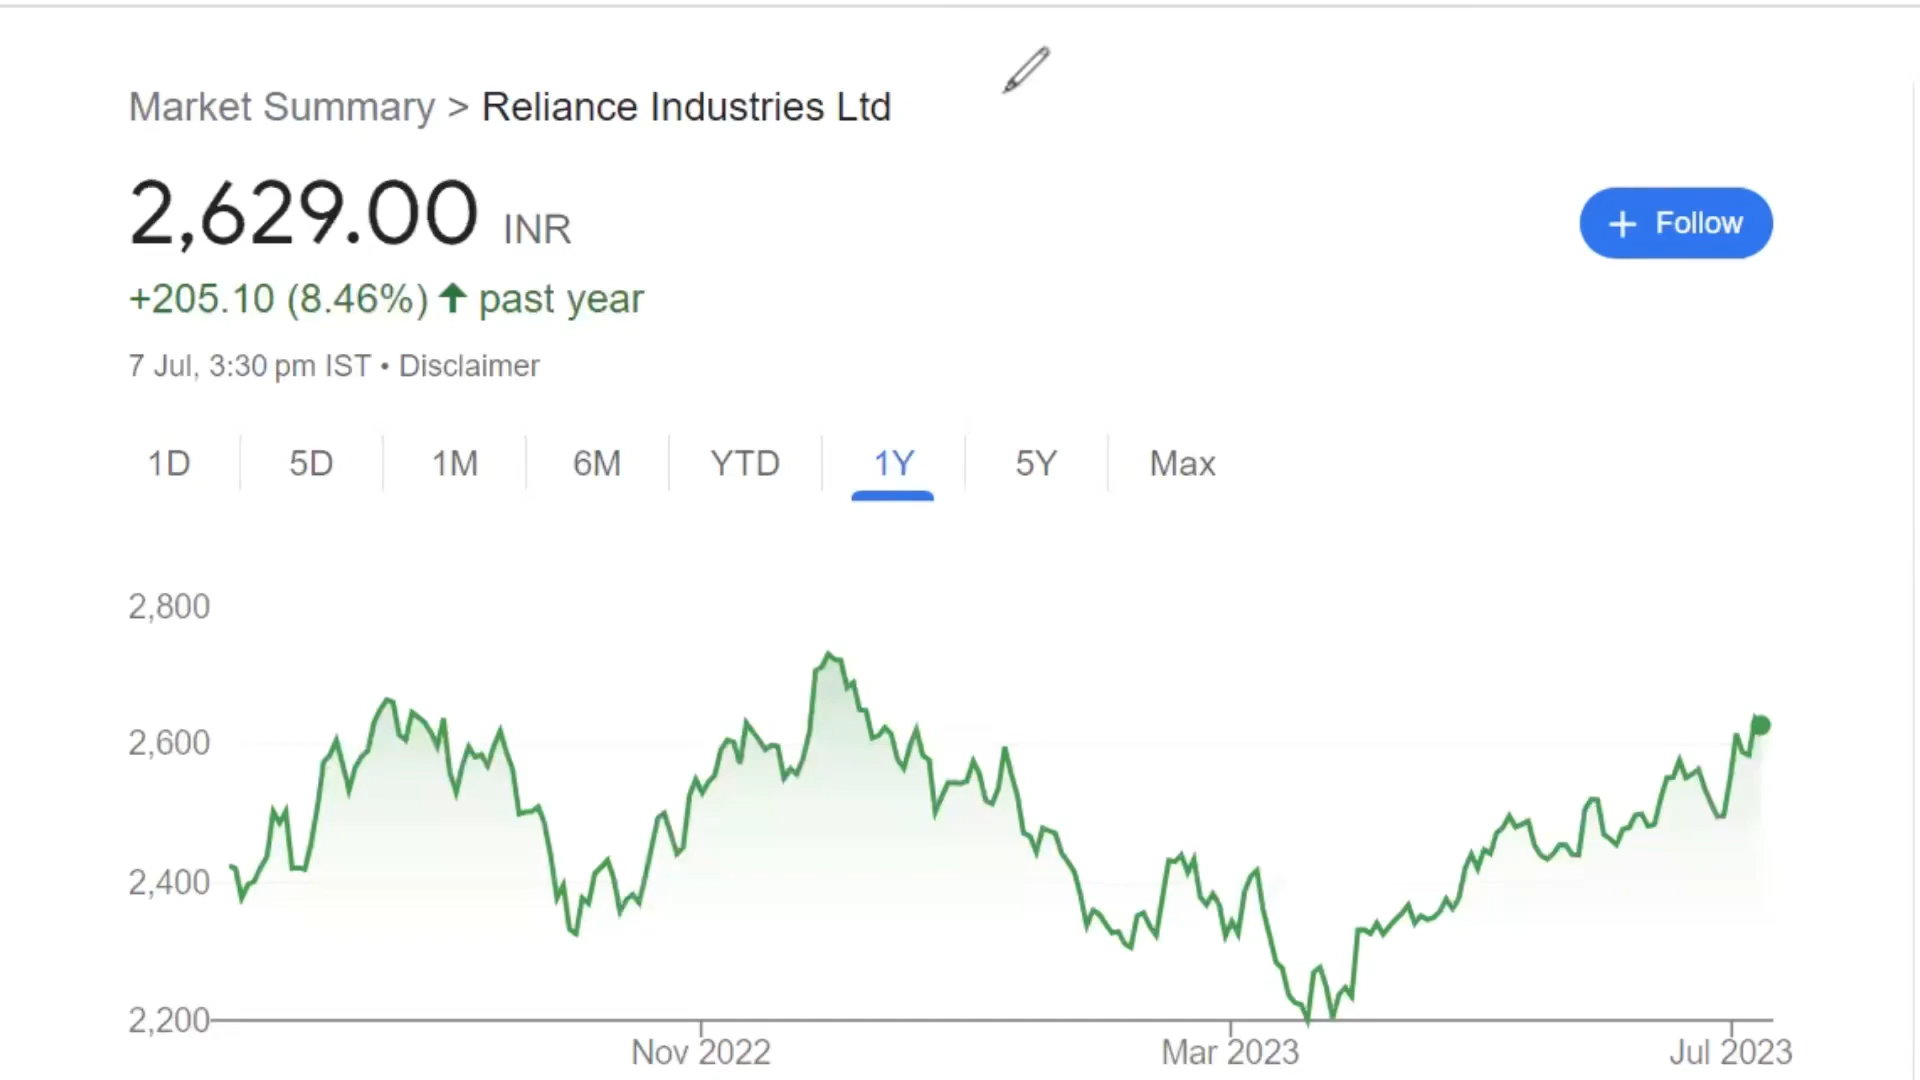 Market Summary > Reliance Industries Ltd
2,629.00 INR
+ Follow
+205.10 (8.46%) ↑ past year
7 Jul, 3:30 pm IST • Disclaimer
1D 5D 1M 6M YTD 1Y 5Y Max
2,800
2,600
2,400
2,200
Nov 2022 Mar 2023 Jul 2023